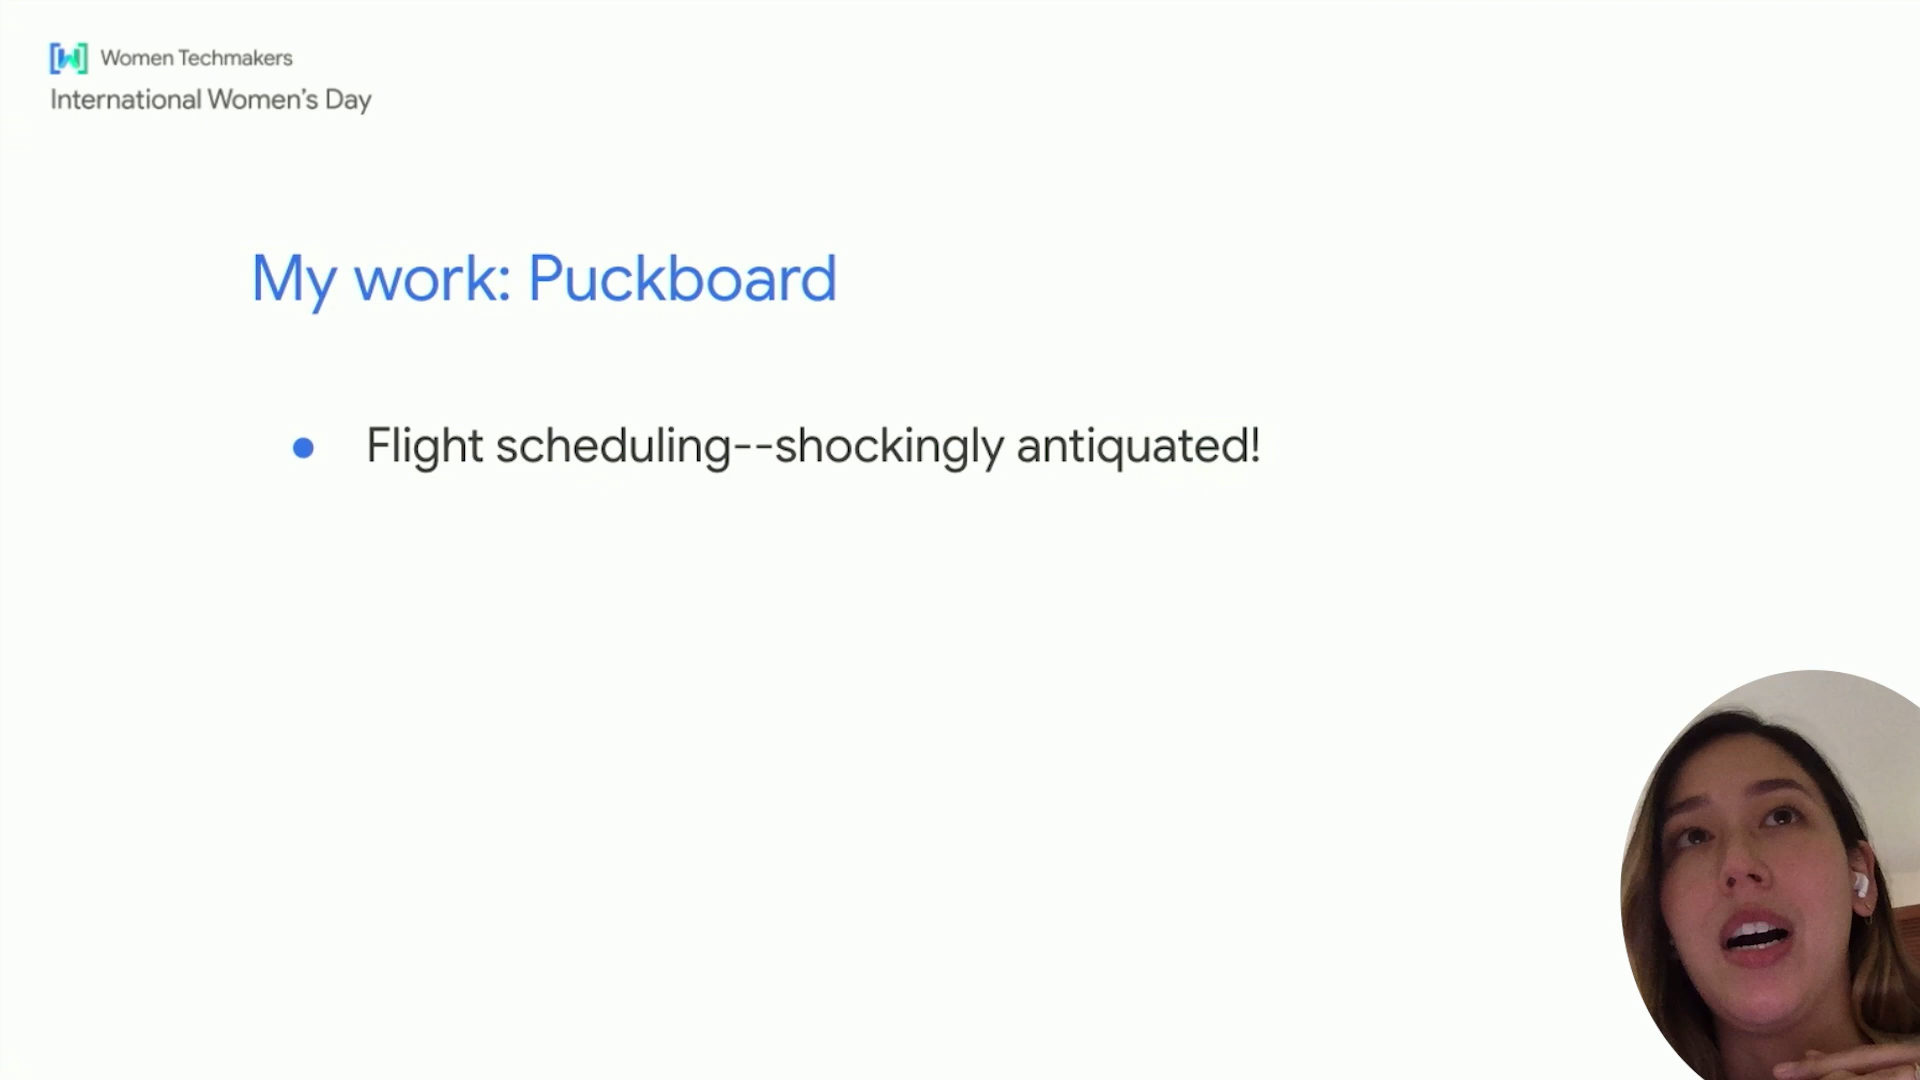 Women Techmakers
International Women's Day
My work: Puckboard
● Flight scheduling--shockingly antiquated!